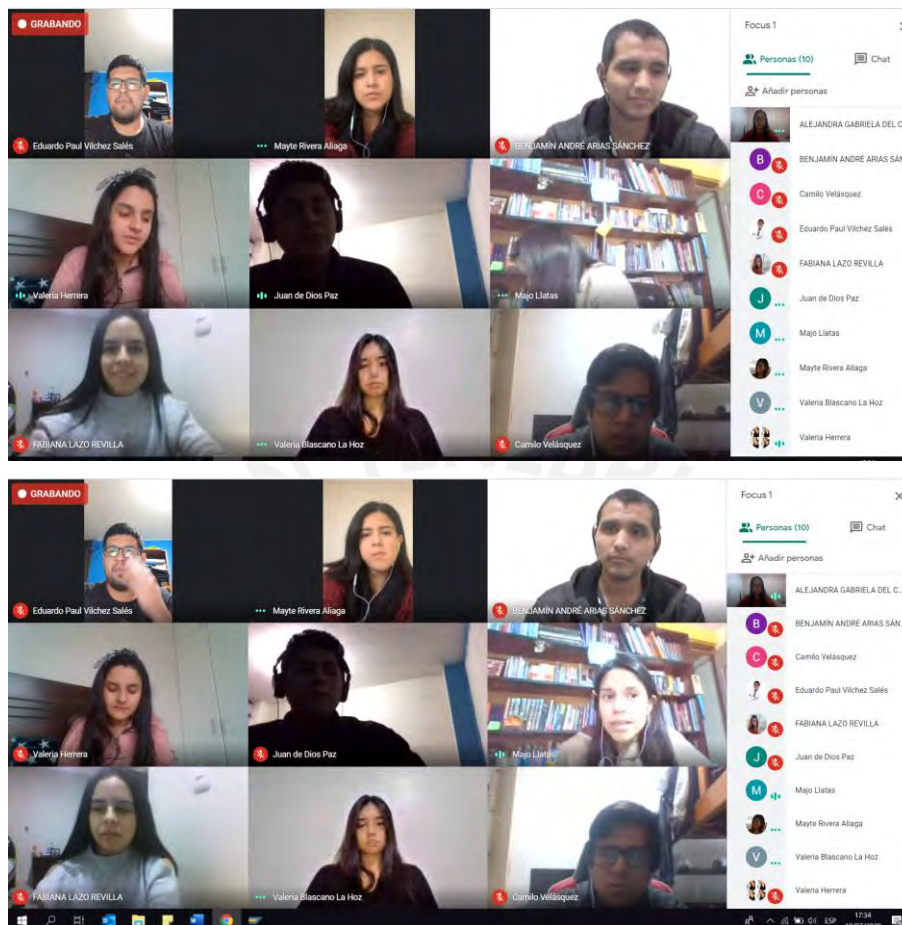 GRABANDO
Focus 1
Personas (10)
Chat
Añadir personas
Eduardo Paul Vilchez Salés
Mayte Rivera Aliaga
BENJAMÍN ANDRÉ ARIAS SÁNCHEZ
Valeria Herrera
Juan de Dios Paz
Majo Llatas
FABIANA LAZO REVILLA
Valeria Blascano La Hoz
Camilo Velásquez
ALEJANDRA GABRIELA DEL C
B BENJAMÍN ANDRÉ ARIAS SÁN
C Camilo Velásquez
Eduardo Paul Vilchez Salés
FABIANA LAZO REVILLA
J Juan de Dios Paz
M Majo Llatas
Mayte Rivera Aliaga
V Valeria Blascano La Hoz
Valeria Herrera
GRABANDO
Focus 1
Personas (10)
Chat
Añadir personas
Eduardo Paul Vilchez Salés
Mayte Rivera Aliaga
BENJAMÍN ANDRÉ ARIAS SÁNCHEZ
Valeria Herrera
Juan de Dios Paz
Majo Llatas
FABIANA LAZO REVILLA
Valeria Blascano La Hoz
Camilo Velásquez
ALEJANDRA GABRIELA DEL C...
B BENJAMÍN ANDRÉ ARIAS SÁN...
C Camilo Velásquez
Eduardo Paul Vilchez Salés
FABIANA LAZO REVILLA
J Juan de Dios Paz
M Majo Llatas
Mayte Rivera Aliaga
V Valeria Blascano La Hoz
Valeria Herrera
ESP
17:34